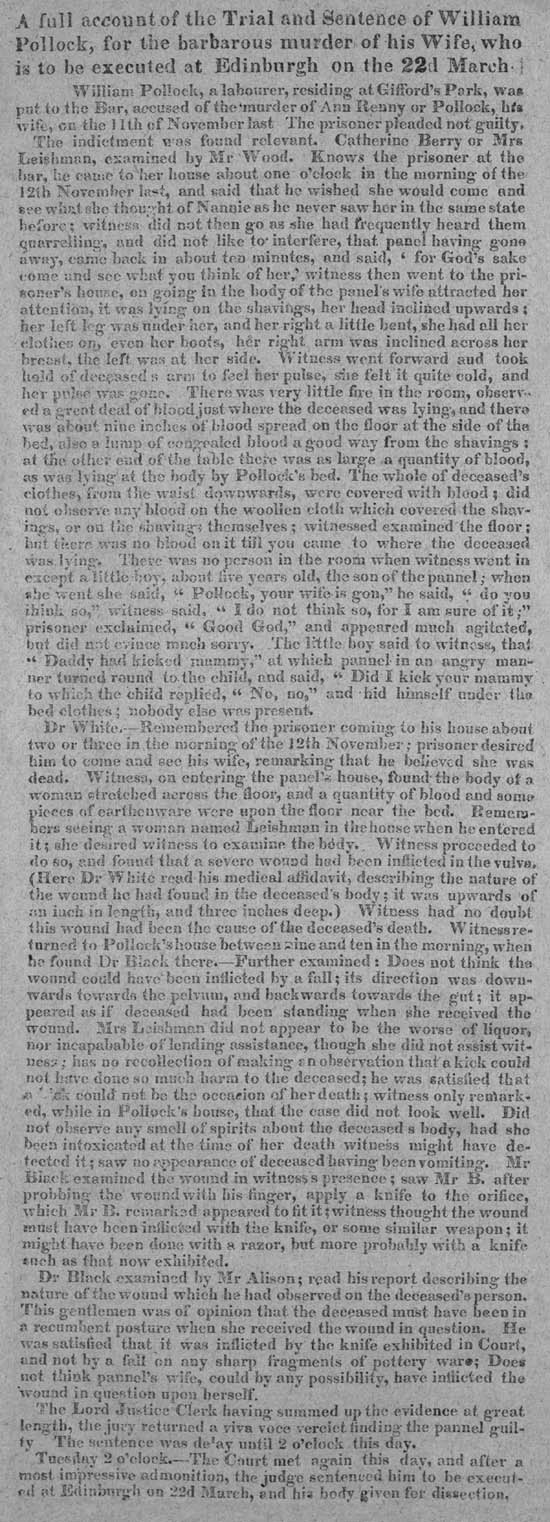 A full account of the Trial and Sentence of William
Pollock, for the barbarous murder of his Wife, who
is to be executed at Edinburgh on the 22d March.
William Pollock, a labourer, residing at Gifford's Park, was
put to the Bar, accused of the murder of Ann Renny or Pollock, his
wife, on the 11th of November last The prisoner pleaded not guilty.
The indictment was found relevant. Catherine Berry or Mrs
Leishman, examined by Mr Wood. Knows the prisoner at the
bar, he came to her house about one o'clock in the morning of the
12th November last, and said that he wished she would come and
see what she thought of Nannie as he never saw her in the same state
before; witness did not then go as she had frequently heard them
quarrelling, and did not like to interfere, that panel having gone
away, came back in about ten minutes, and said, ' for God's sake
come and see what you think of her,' witness then went to the pri-
soner's house, on going in the body of the panel's wife attracted her
attention, it was lying on the shavings, her head inclined upwards;
her left leg was under her, and her right a little bent, she had all her
clothes on, even her boots, her right arm was inclined across her
breast, the left was at her side. Witness went forward and took
hold of deceased s arm to feel her pulse, she felt it quite cold, and
her pulse was gone. There was very little fire in the room, observ-
ed a great deal of blood just where the deceased was lying, and there
was about nine inches of blood spread on the floor at the side of the
bed, also a lump of congealed blood a good way from the shavings;
at the other end of the table there was as large a quantity of blood,
as was lying at the body by Pollock's bed. The whole of deceased's
clothes, from the waist downwards, were covered with blood; did
not observe any blood on the woollen cloth which covered the shav-
ings, or on the shavings themselves; witnessed examined the floor;
but there was no blood on it till you came to where the deceased
was lying. There was no person in the room when witness went in
except a little boy, about five years old, the son of the pannel; when
she went she said, " Pollock, your wife is gon," he said, " do you
think so," witness said, " I do not think so, for I am sure of it;"
prisoner exclaimed, " Good God," and appeared much agitated,
but did not evince much sorry. The little boy said to witness, that
" Daddy had kicked mammy," at which pannel in an angry man-
ner turned round to the child, and said, " Did I kick your mammy
to which the child replied, " No, no," and hid himself under the
bed clothes; nobody else was present.
Dr White.—Remembered the prisoner coming to his house about
two or three in the morning of the 12th November; prisoner desired
him to come and see his wife, remarking that he believed she was
dead. Witness, on entering the panel's house, found the body of a
woman stretched across the floor, and a quantity of blood and some
pieces of earthenware were upon the floor near the bed. Remem-
bers seeing a woman named Leishman in the house when he entered
it; she desired witness to examine the body. Witness proceeded to
do so, and found that a severe wound had been inflicted in the vulva.
(Here Dr White read his medical affidavit, describing the nature of
the wound he had found in the deceased's body; it was upwards of
an inch in length, and three inches deep.) Witness had no doubt
this wound had been the cause of the deceased's death. Witness re-
turned to Pollock's house between nine and ten in the morning, when
he found Dr Black there.—Further examined: Does not think the
wound could have been inflicted by a fall; its direction was down-
wards towards the pelvum, and backwards towards the gut; it ap-
peared as if deceased had been standing when she received the
wound. Mrs Leishman did not appear to be the worse of liquor,
nor incapabable of lending assistance, though she did not assist wit-
ness; has no recollection of making an observation that a kick could
not have done so much harm to the deceased; he was satisfied that
a could not be the occasion of her death; witness only remark-
ed, while in Pollock's house, that the case did not look well. Did
not observe any smell of spirits about the deceased s body, had she
been intoxicated at the time of her death witness might have de-
tected it; saw no appearance of deceased having been vomiting. Mr
Black examined the wound in witness s presence; saw Mr B. after
probbing the wound with his finger, apply a knife to the orifice,
which Mr B. remarked appeared to fit it; witness thought the wound
must have been inflicted with the knife, or some similar weapon; it
might have been done with a razor, but more probably with a knife
such as that now exhibited.
Dr Black examined by Mr Alison; read his report describing the
nature of the wound which he had observed on the deceased's person.
This gentlemen was of opinion that the deceased must have been in
a recumbent posture when she received the wound in question. He
was satisfied that it was inflicted by the knife exhibited in Court,
and not by a fall on any sharp fragments of pottery ware; Does
not think pannel's wife, could by any possibility, have inflicted the
wound in question upon herself.
The Lord Justice Clerk having summed up the evidence at great
length, the jury returned a viva voce vercict finding the pannel guil-
ty The sentence was de'ay until 2 o'clock this day.
Tuesday 2 o'clock.—The Court met again this day, and after a
most impressive admonition, the judge sentenced him to be execut-
ed at Edinburgh on 22d March, and his body given for dissection.